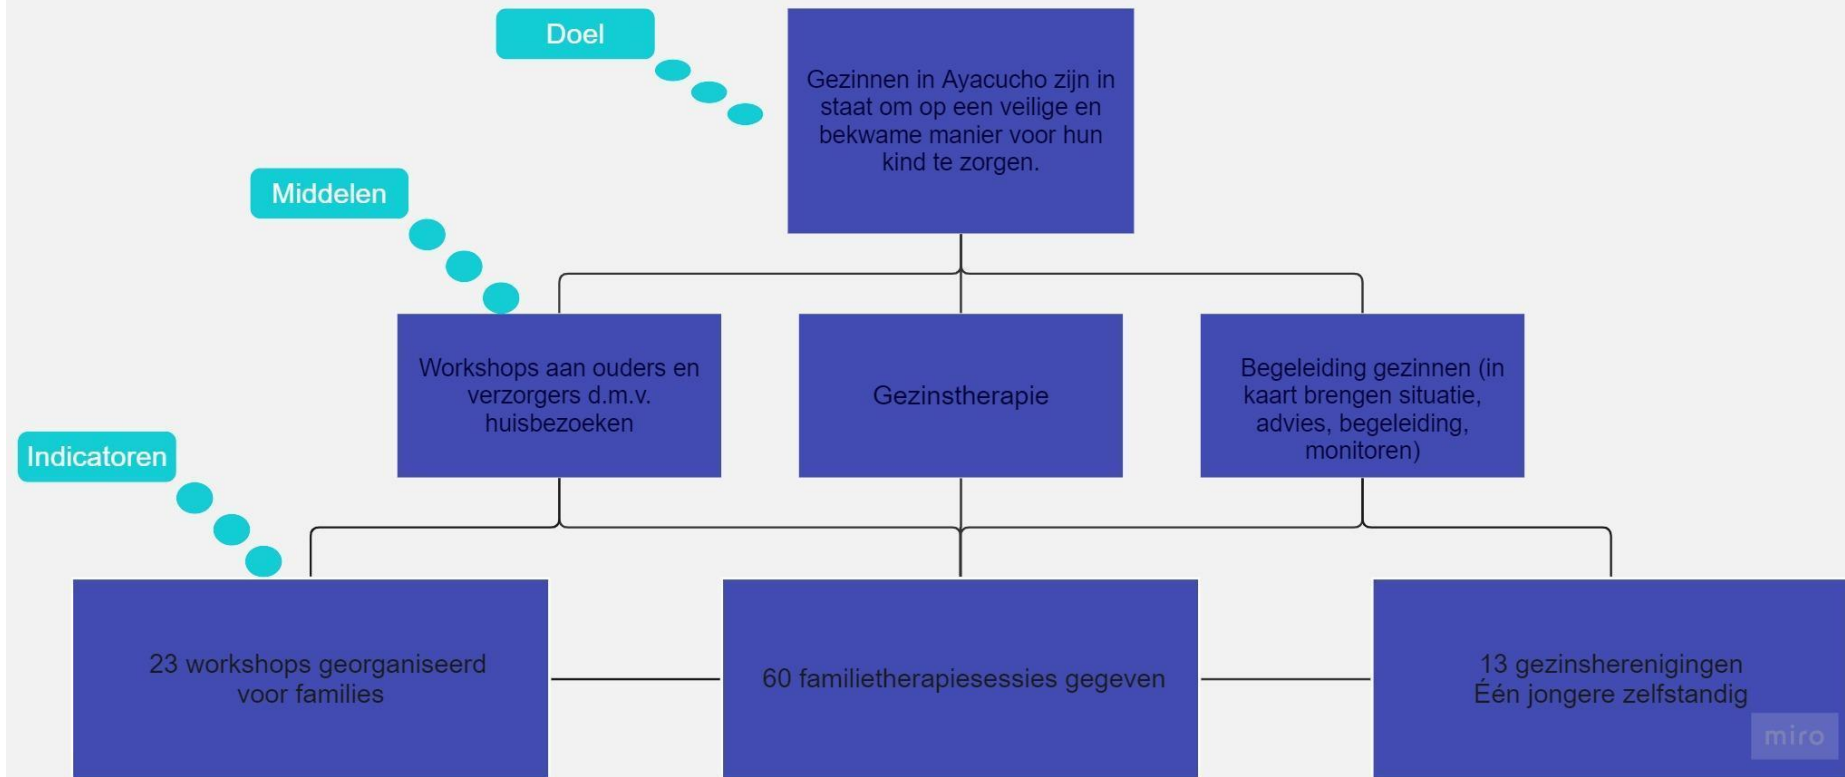 Doel
Gezinnen in Ayacucho zijn in
staat om op een veilige en
bekwame manier voor hun
kind te zorgen.
Middelen
Workshops aan ouders en
verzorgers d.m.v.
huisbezoeken
Gezinstherapie
Begeleiding gezinnen (in
kaart brengen situatie,
advies, begeleiding,
monitoren)
Indicatoren
23 workshops georganiseerd
voor families
60 familietherapiesessies gegeven
13 gezinsherenigingen
Één jongere zelfstandig
miro